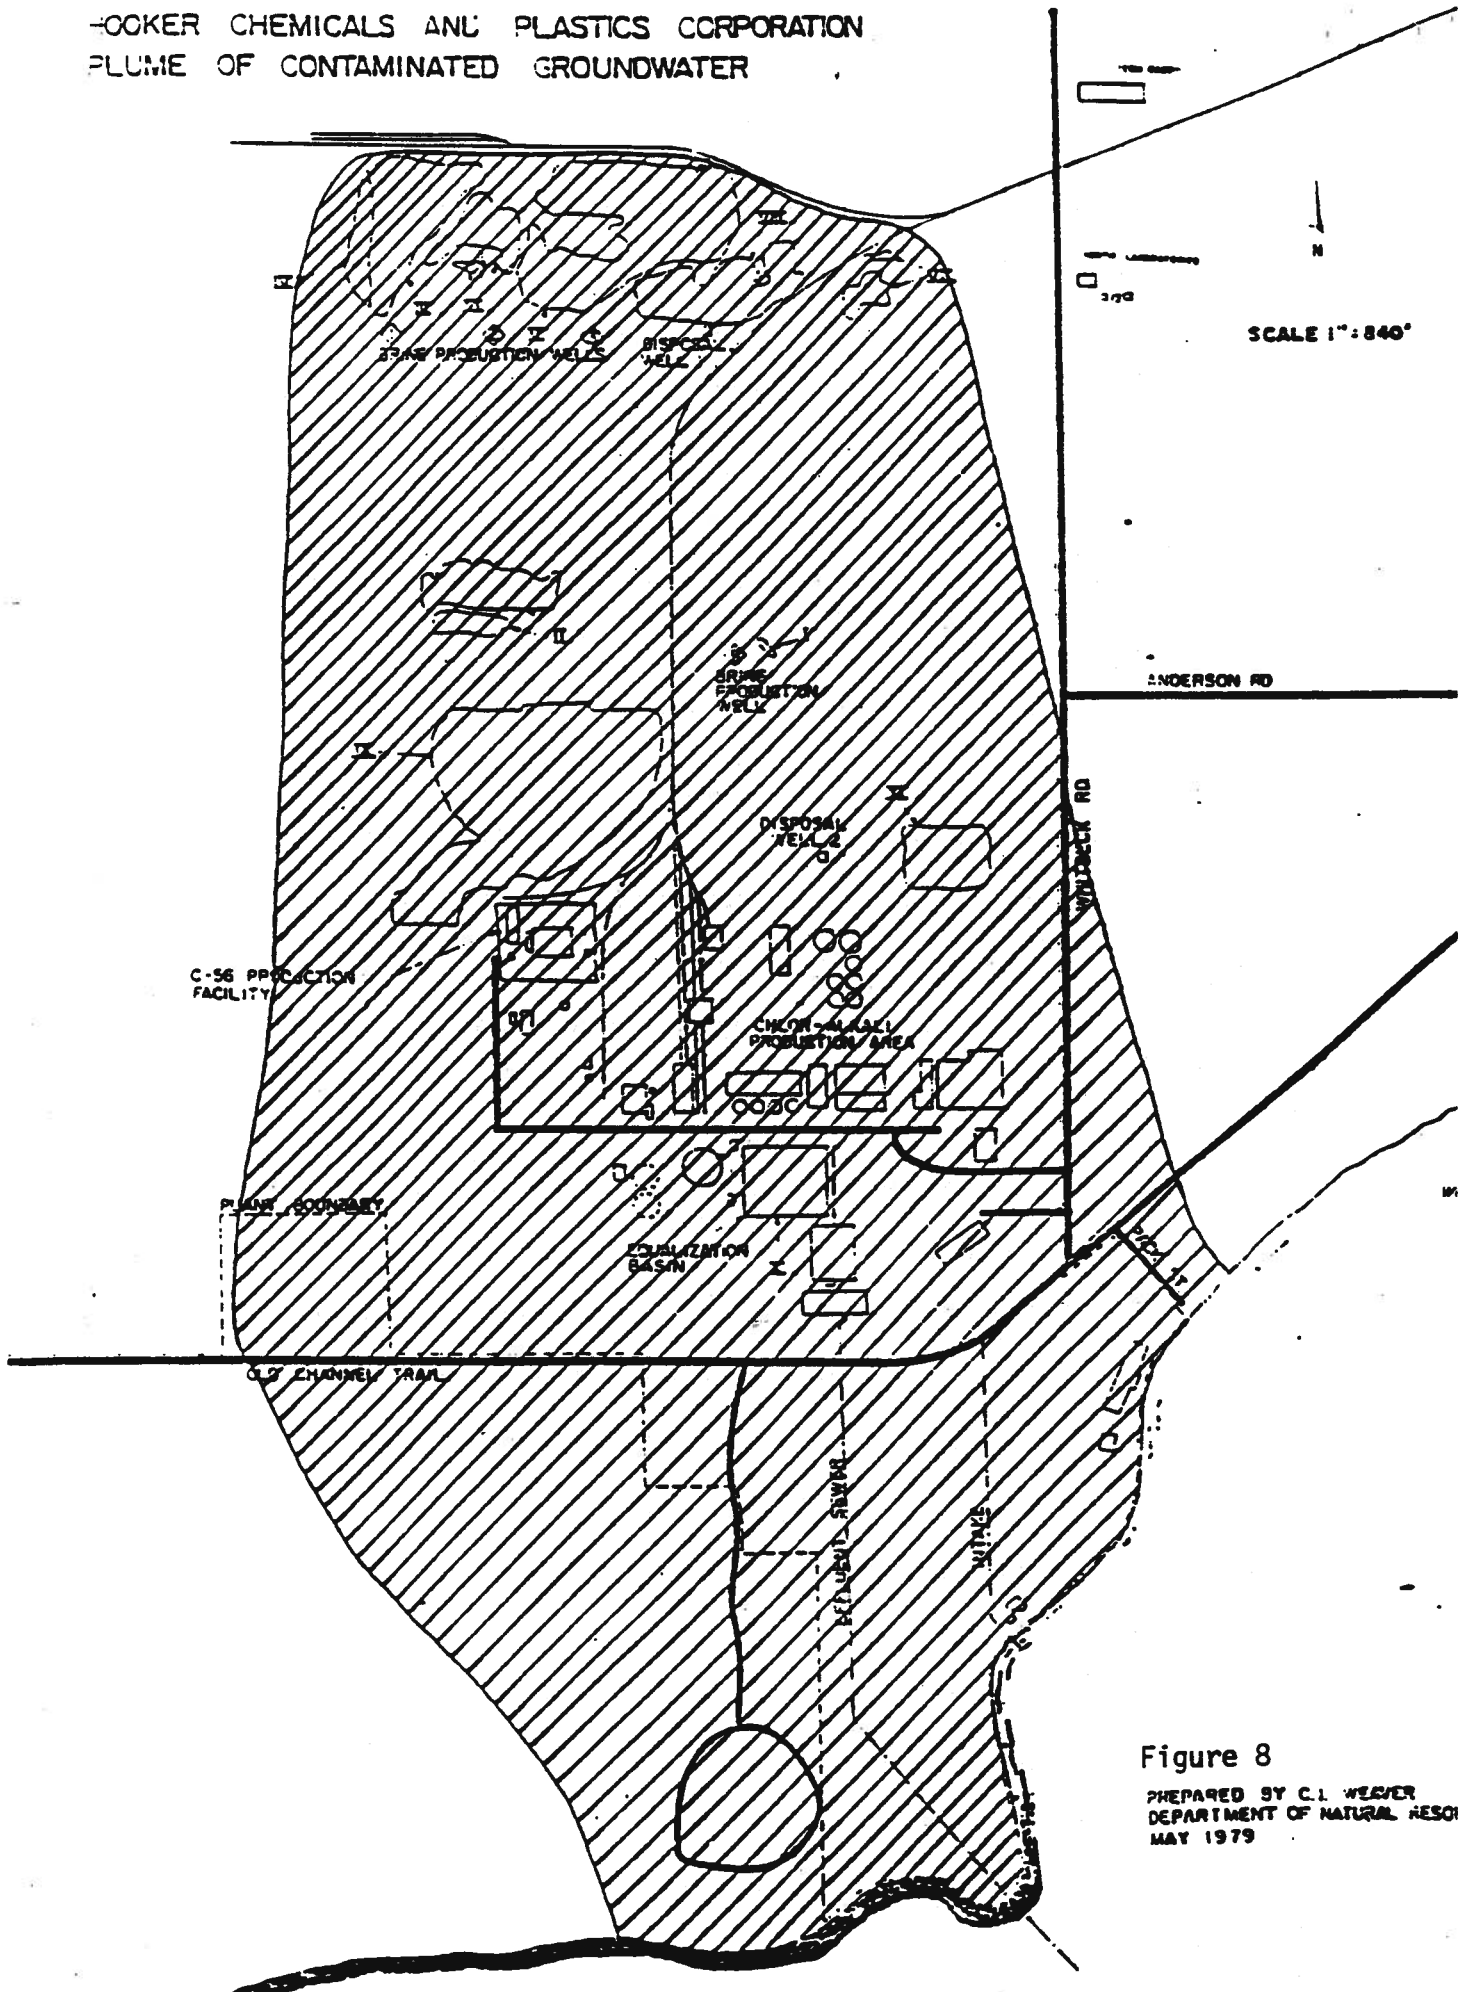 HOOKER CHEMICALS AND PLASTICS CORPORATION
PLUME OF CONTAMINATED GROUNDWATER
N
SCALE 1":840'
BRINE PRODUCTION WELLS
DISPOSAL
WELL
II
I
BRINE
PRODUCTION
WELL
ANDERSON RD
WHITBECK RD
DISPOSAL
WELL 2
C-56 PRODUCTION
FACILITY
CHLOR-ALKALI
PRODUCTION AREA
PLANT BOUNDARY
EQUALIZATION
BASIN
OLD CHANNEL TRAIL
EFFLUENT SEWER
INTAKE
Figure 8
PREPARED BY C.I. WEAVER
DEPARTMENT OF NATURAL RESO
MAY 1979